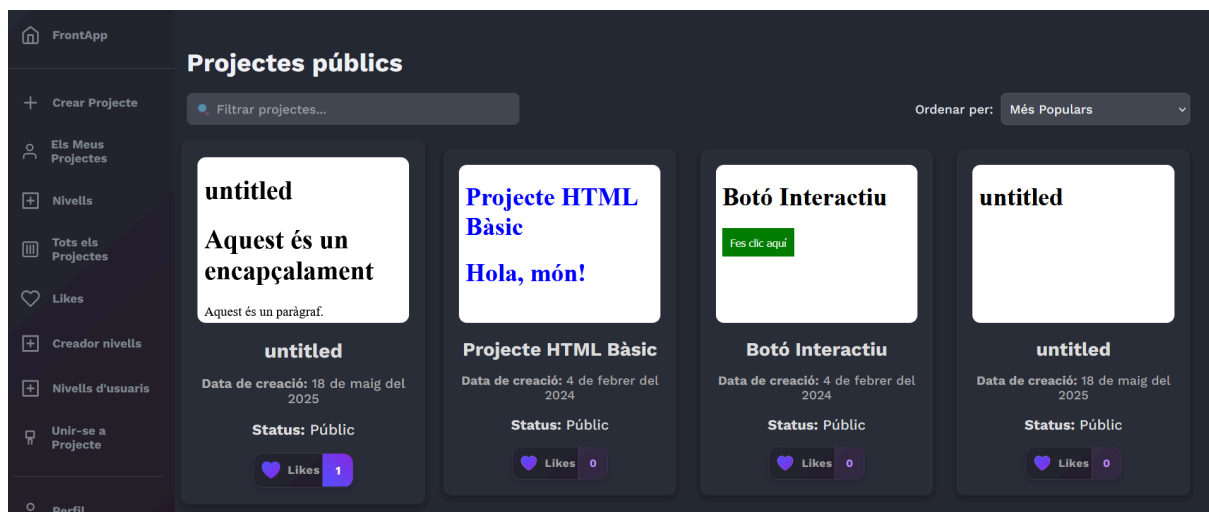 FrontApp
Crear Projecte
Els Meus
Projectes
Nivells
Tots els
Projectes
Likes
Creador nivells
Nivells d'usuaris
Unir-se a
Projecte
Perfil
Projectes públics
Filtrar projectes...
Ordenar per: Més Populars
untitled
Aquest és un
encapçalament
Aquest és un paràgraf.
untitled
Data de creació: 18 de maig del
2025
Status: Públic
Likes 1
Projecte HTML
Bàsic
Hola, món!
Projecte HTML Bàsic
Data de creació: 4 de febrer del
2024
Status: Públic
Likes 0
Botó Interactiu
Fes clic aquí
Botó Interactiu
Data de creació: 4 de febrer del
2024
Status: Públic
Likes 0
untitled
untitled
Data de creació: 18 de maig del
2025
Status: Públic
Likes 0